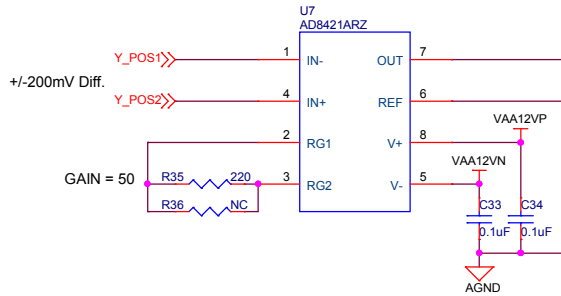 U7
AD8421ARZ
Y_POS1 1 IN- OUT 7
+/-200mV Diff.
Y_POS2 4 IN+ REF 6
VAA12VP
2 RG1 V+ 8
VAA12VN
GAIN = 50 R35 220 3 RG2 V- 5
R36 NC
C33 C34
0.1uF 0.1uF
AGND